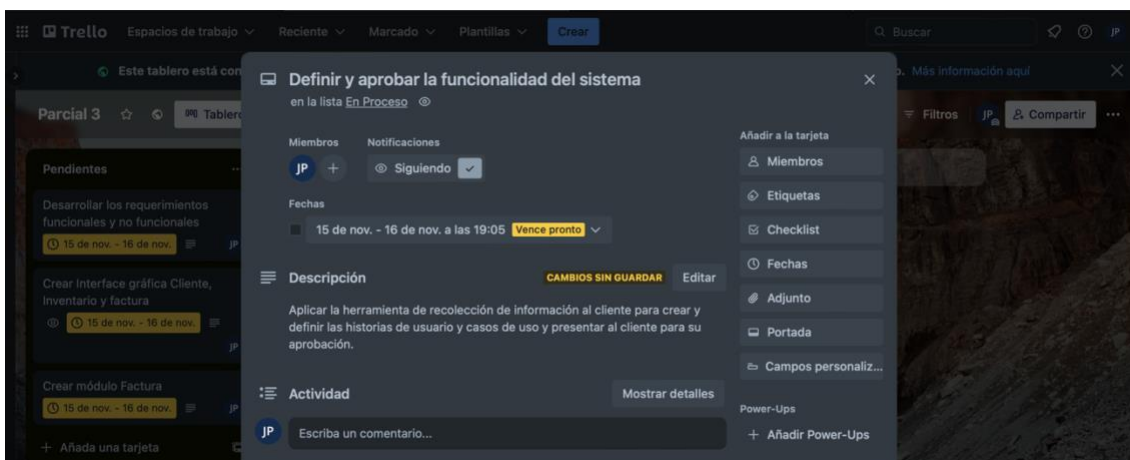 Trello Espacios de trabajo Reciente Marcado Plantillas Crear Buscar JP
Este tablero está con
o. Más información aquí
Parcial 3 Tablero Filtros JP Compartir
Definir y aprobar la funcionalidad del sistema
en la lista En Proceso
Miembros Notificaciones
JP Siguiendo
Fechas
15 de nov. - 16 de nov. a las 19:05 Vence pronto
Descripción CAMBIOS SIN GUARDAR Editar
Aplicar la herramienta de recolección de información al cliente para crear y
definir las historias de usuario y casos de uso y presentar al cliente para su
aprobación.
Actividad Mostrar detalles
JP Escriba un comentario...
Añadir a la tarjeta
Miembros
Etiquetas
Checklist
Fechas
Adjunto
Portada
Campos personaliz...
Power-Ups
+ Añadir Power-Ups
Pendientes
Desarrollar los requerimientos
funcionales y no funcionales
15 de nov. - 16 de nov. JP
Crear Interface gráfica Cliente,
Inventario y factura
15 de nov. - 16 de nov.
JP
Crear módulo Factura
15 de nov. - 16 de nov. JP
+ Añada una tarjeta